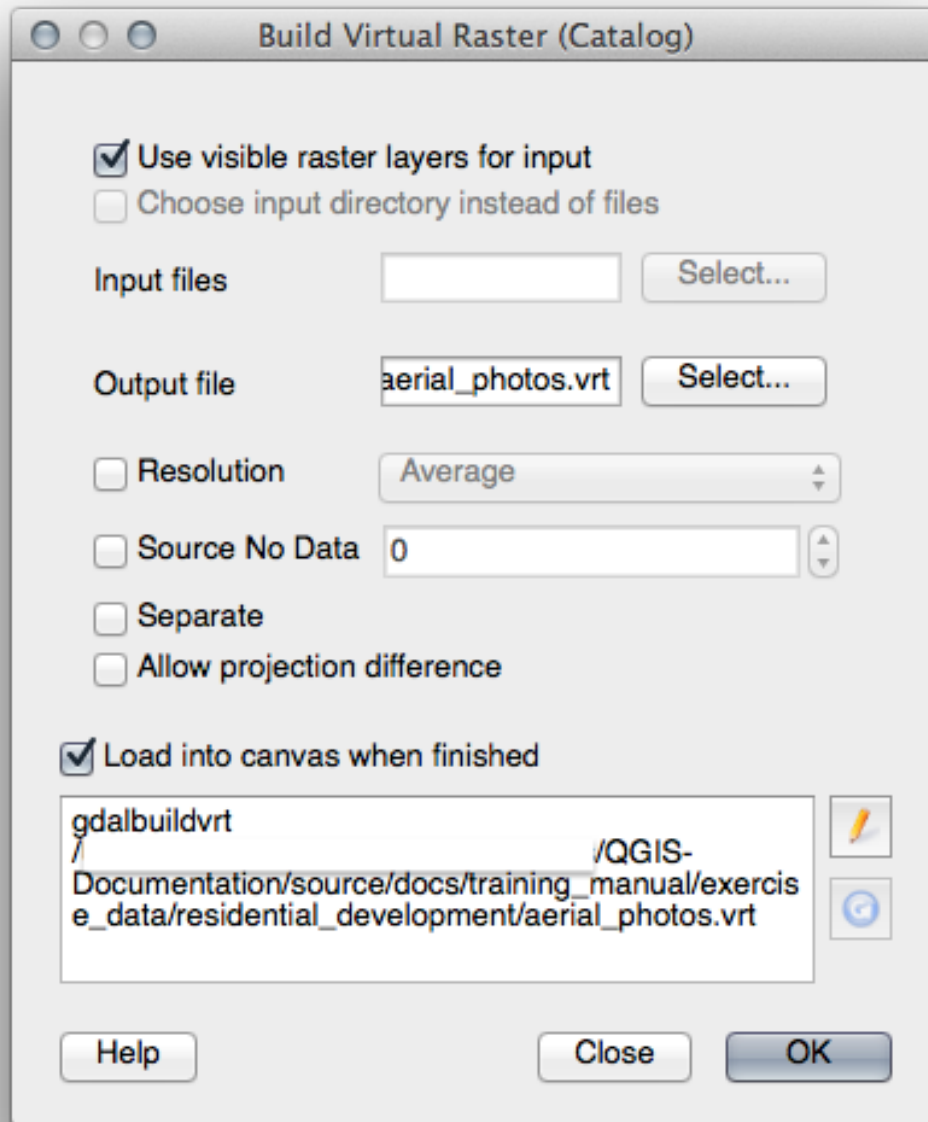 Build Virtual Raster (Catalog)
Use visible raster layers for input
Choose input directory instead of files
Input files Select...
Output file aerial_photos.vrt Select...
Resolution Average
Source No Data 0
Separate
Allow projection difference
Load into canvas when finished
gdalbuildvrt
/ /QGIS-
Documentation/source/docs/training_manual/exercis
e_data/residential_development/aerial_photos.vrt
Help Close OK